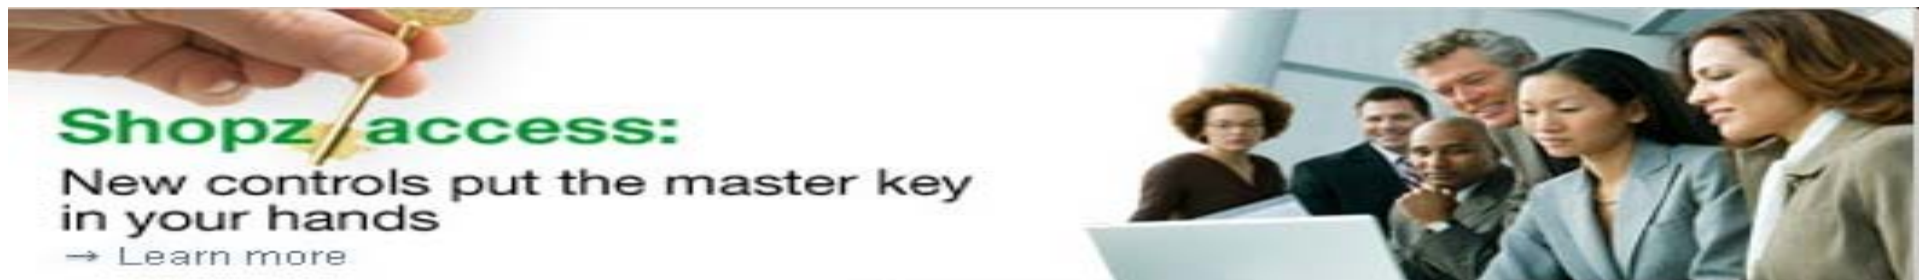 Shopz access:
New controls put the master key
in your hands
→ Learn more